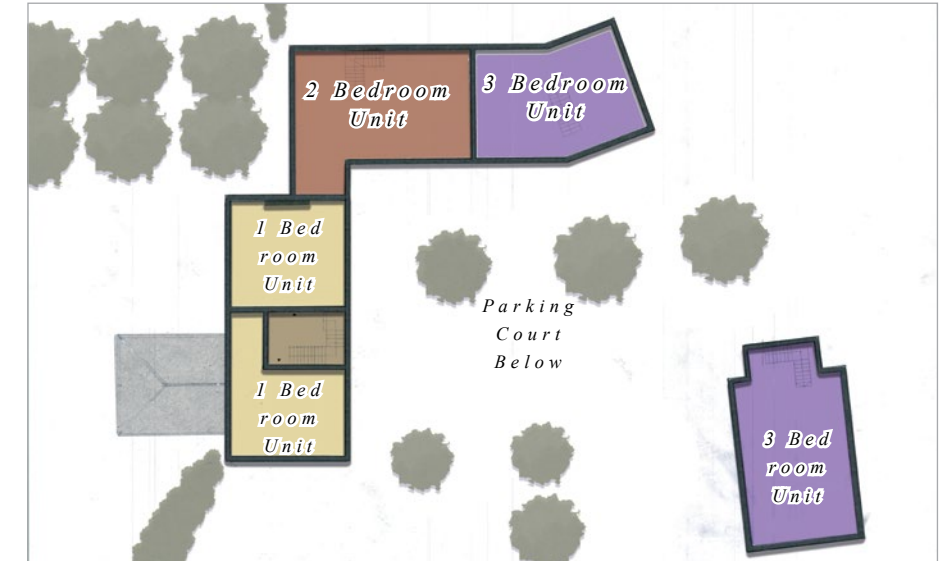 2 Bedroom
Unit
3 Bedroom
Unit
1 Bed
room
Unit
Parking
Court
Below
1 Bed
room
Unit
3 Bed
room
Unit